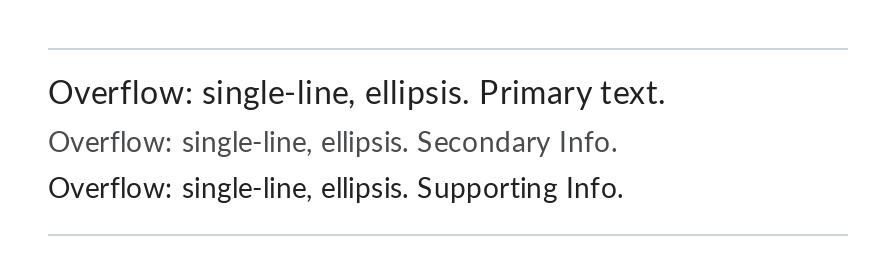 Overflow: single-line, ellipsis. Primary text.
Overflow: single-line, ellipsis. Secondary Info.
Overflow: single-line, ellipsis. Supporting Info.